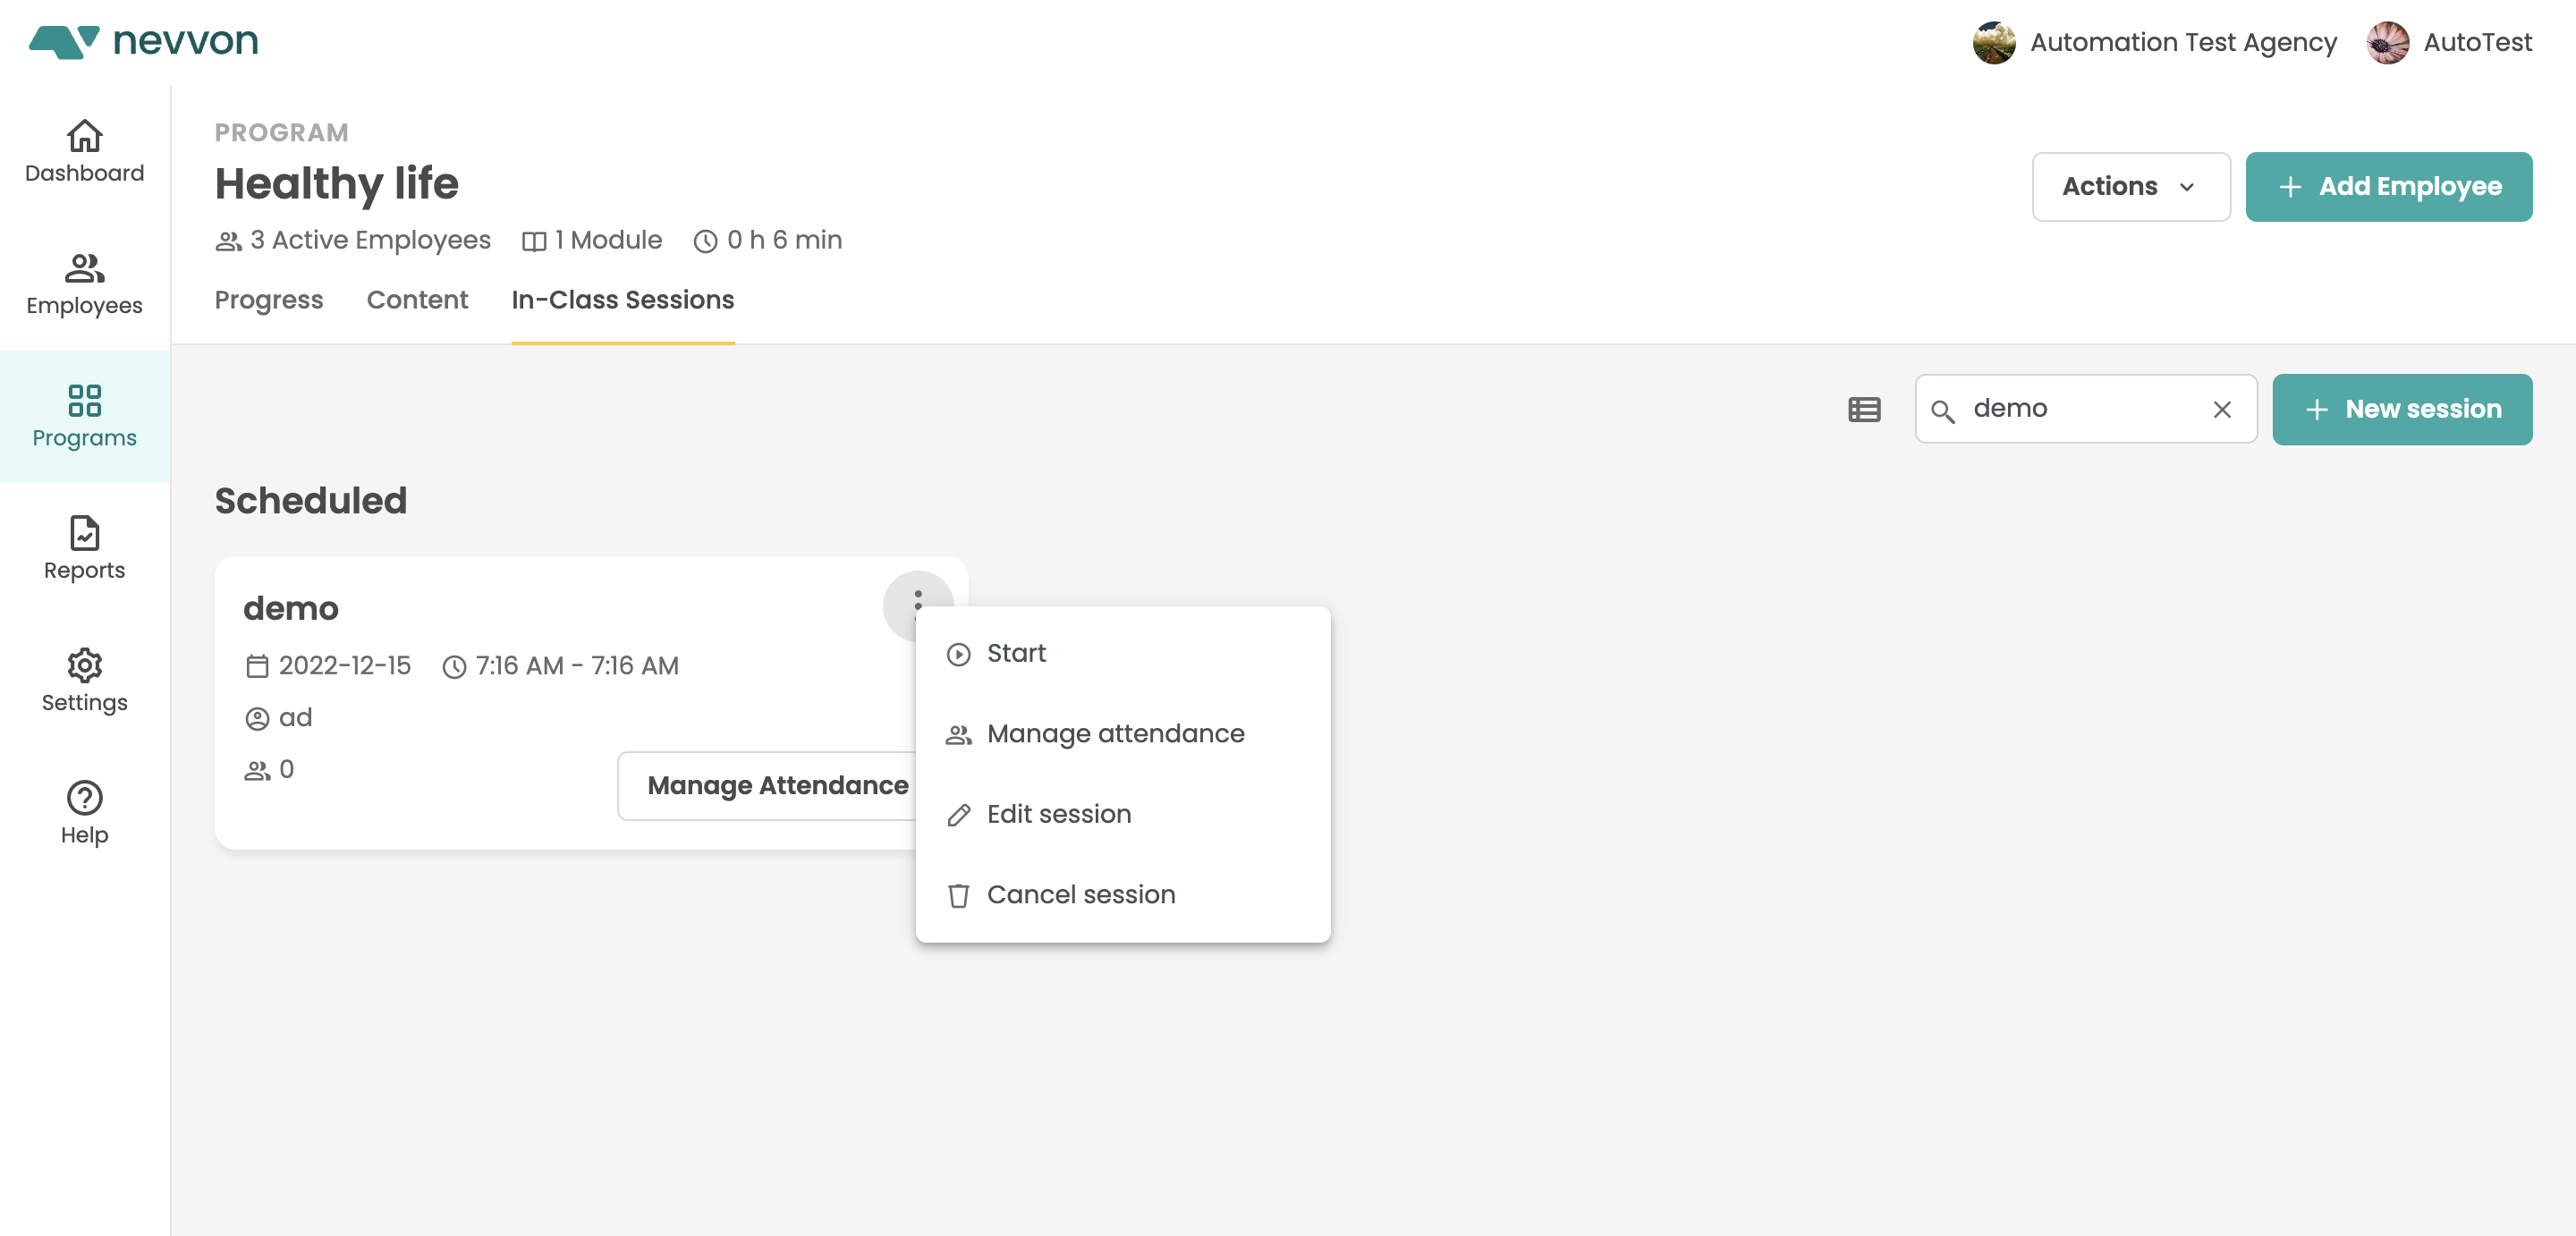 nevvon
Automation Test Agency
AutoTest
Dashboard
Employees
Programs
Reports
Settings
Help
PROGRAM
Healthy life
3 Active Employees 1 Module 0 h 6 min
Actions
Add Employee
Progress Content In-Class Sessions
demo
New session
Scheduled
demo
2022-12-15 7:16 AM - 7:16 AM
ad
0
Manage Attendance
Start
Manage attendance
Edit session
Cancel session